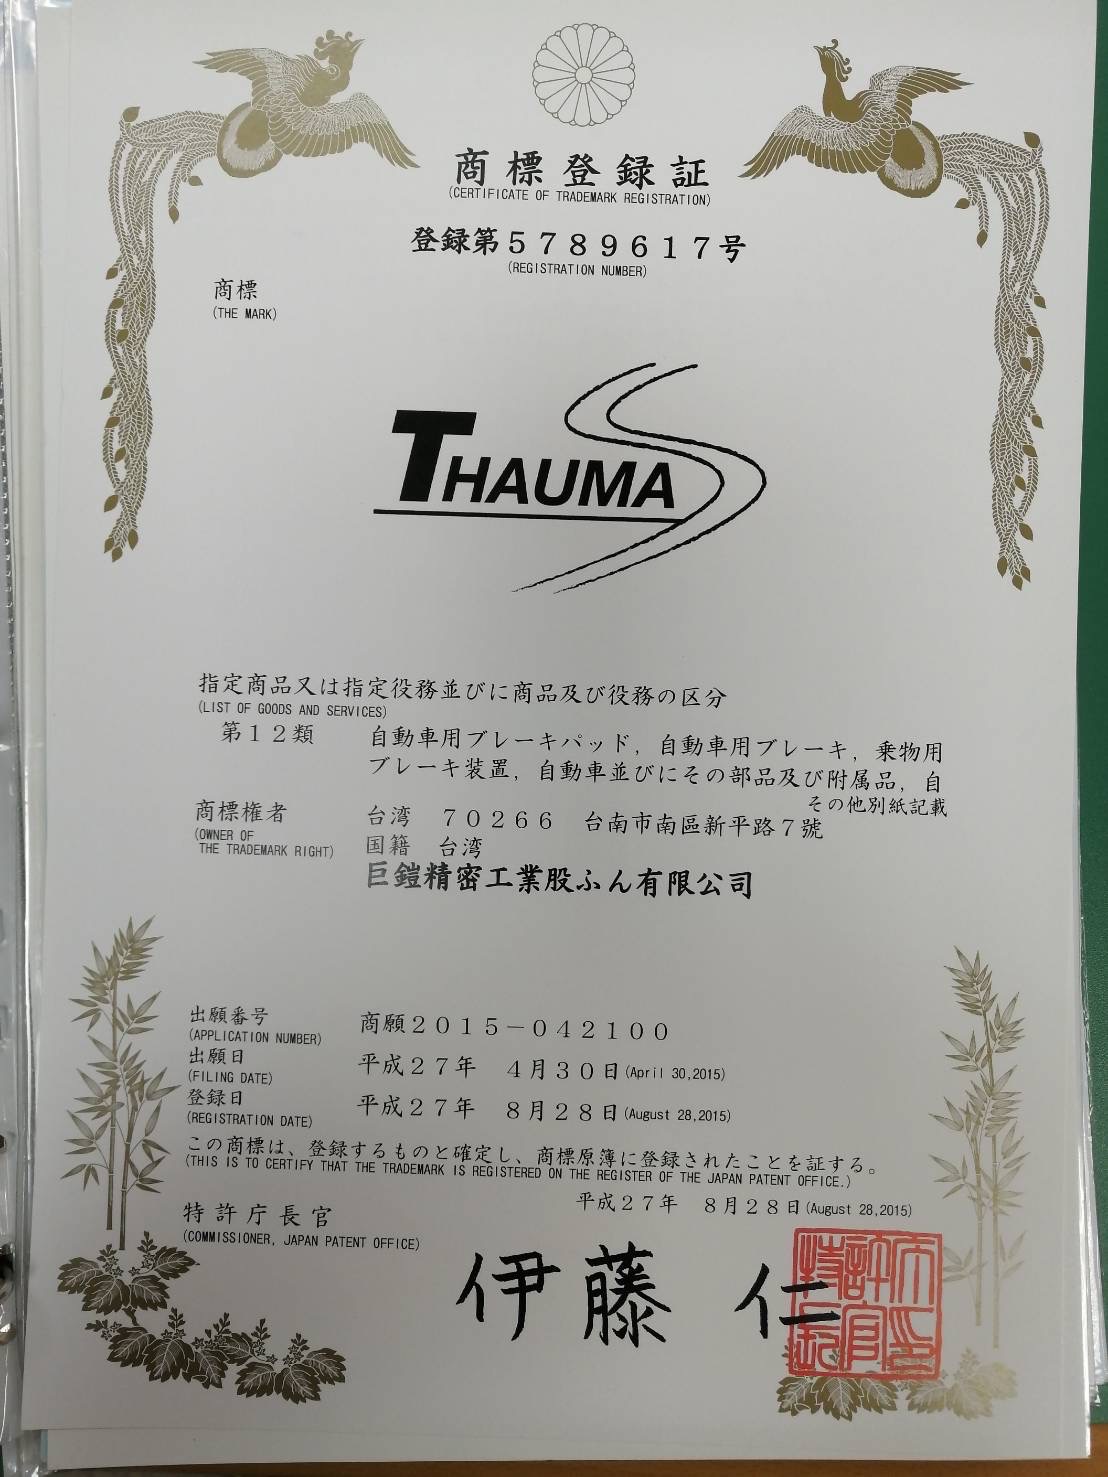 商標登録証
(CERTIFICATE OF TRADEMARK REGISTRATION)
登録第5789617号
(REGISTRATION NUMBER)
商標
(THE MARK)
THAUMA
指定商品又は指定役務並びに商品及び役務の区分
(LIST OF GOODS AND SERVICES)
第12類 自動車用ブレーキパッド，自動車用ブレーキ，乗物用
ブレーキ装置，自動車並びにその部品及び附属品，自
その他別紙記載
商標権者 台湾 70266 台南市南區新平路7號
(OWNER OF
THE TRADEMARK RIGHT)
国籍 台湾
巨鎧精密工業股ふん有限公司
出願番号 商願2015-042100
(APPLICATION NUMBER)
出願日 平成27年 4月30日(April 30,2015)
(FILING DATE)
登録日 平成27年 8月28日(August 28,2015)
(REGISTRATION DATE)
この商標は、登録するものと確定し、商標原簿に登録されたことを証する。
(THIS IS TO CERTIFY THAT THE TRADEMARK IS REGISTERED ON THE REGISTER OF THE JAPAN PATENT OFFICE.)
平成27年 8月28日(August 28,2015)
特許庁長官
(COMMISSIONER, JAPAN PATENT OFFICE)
伊藤 仁